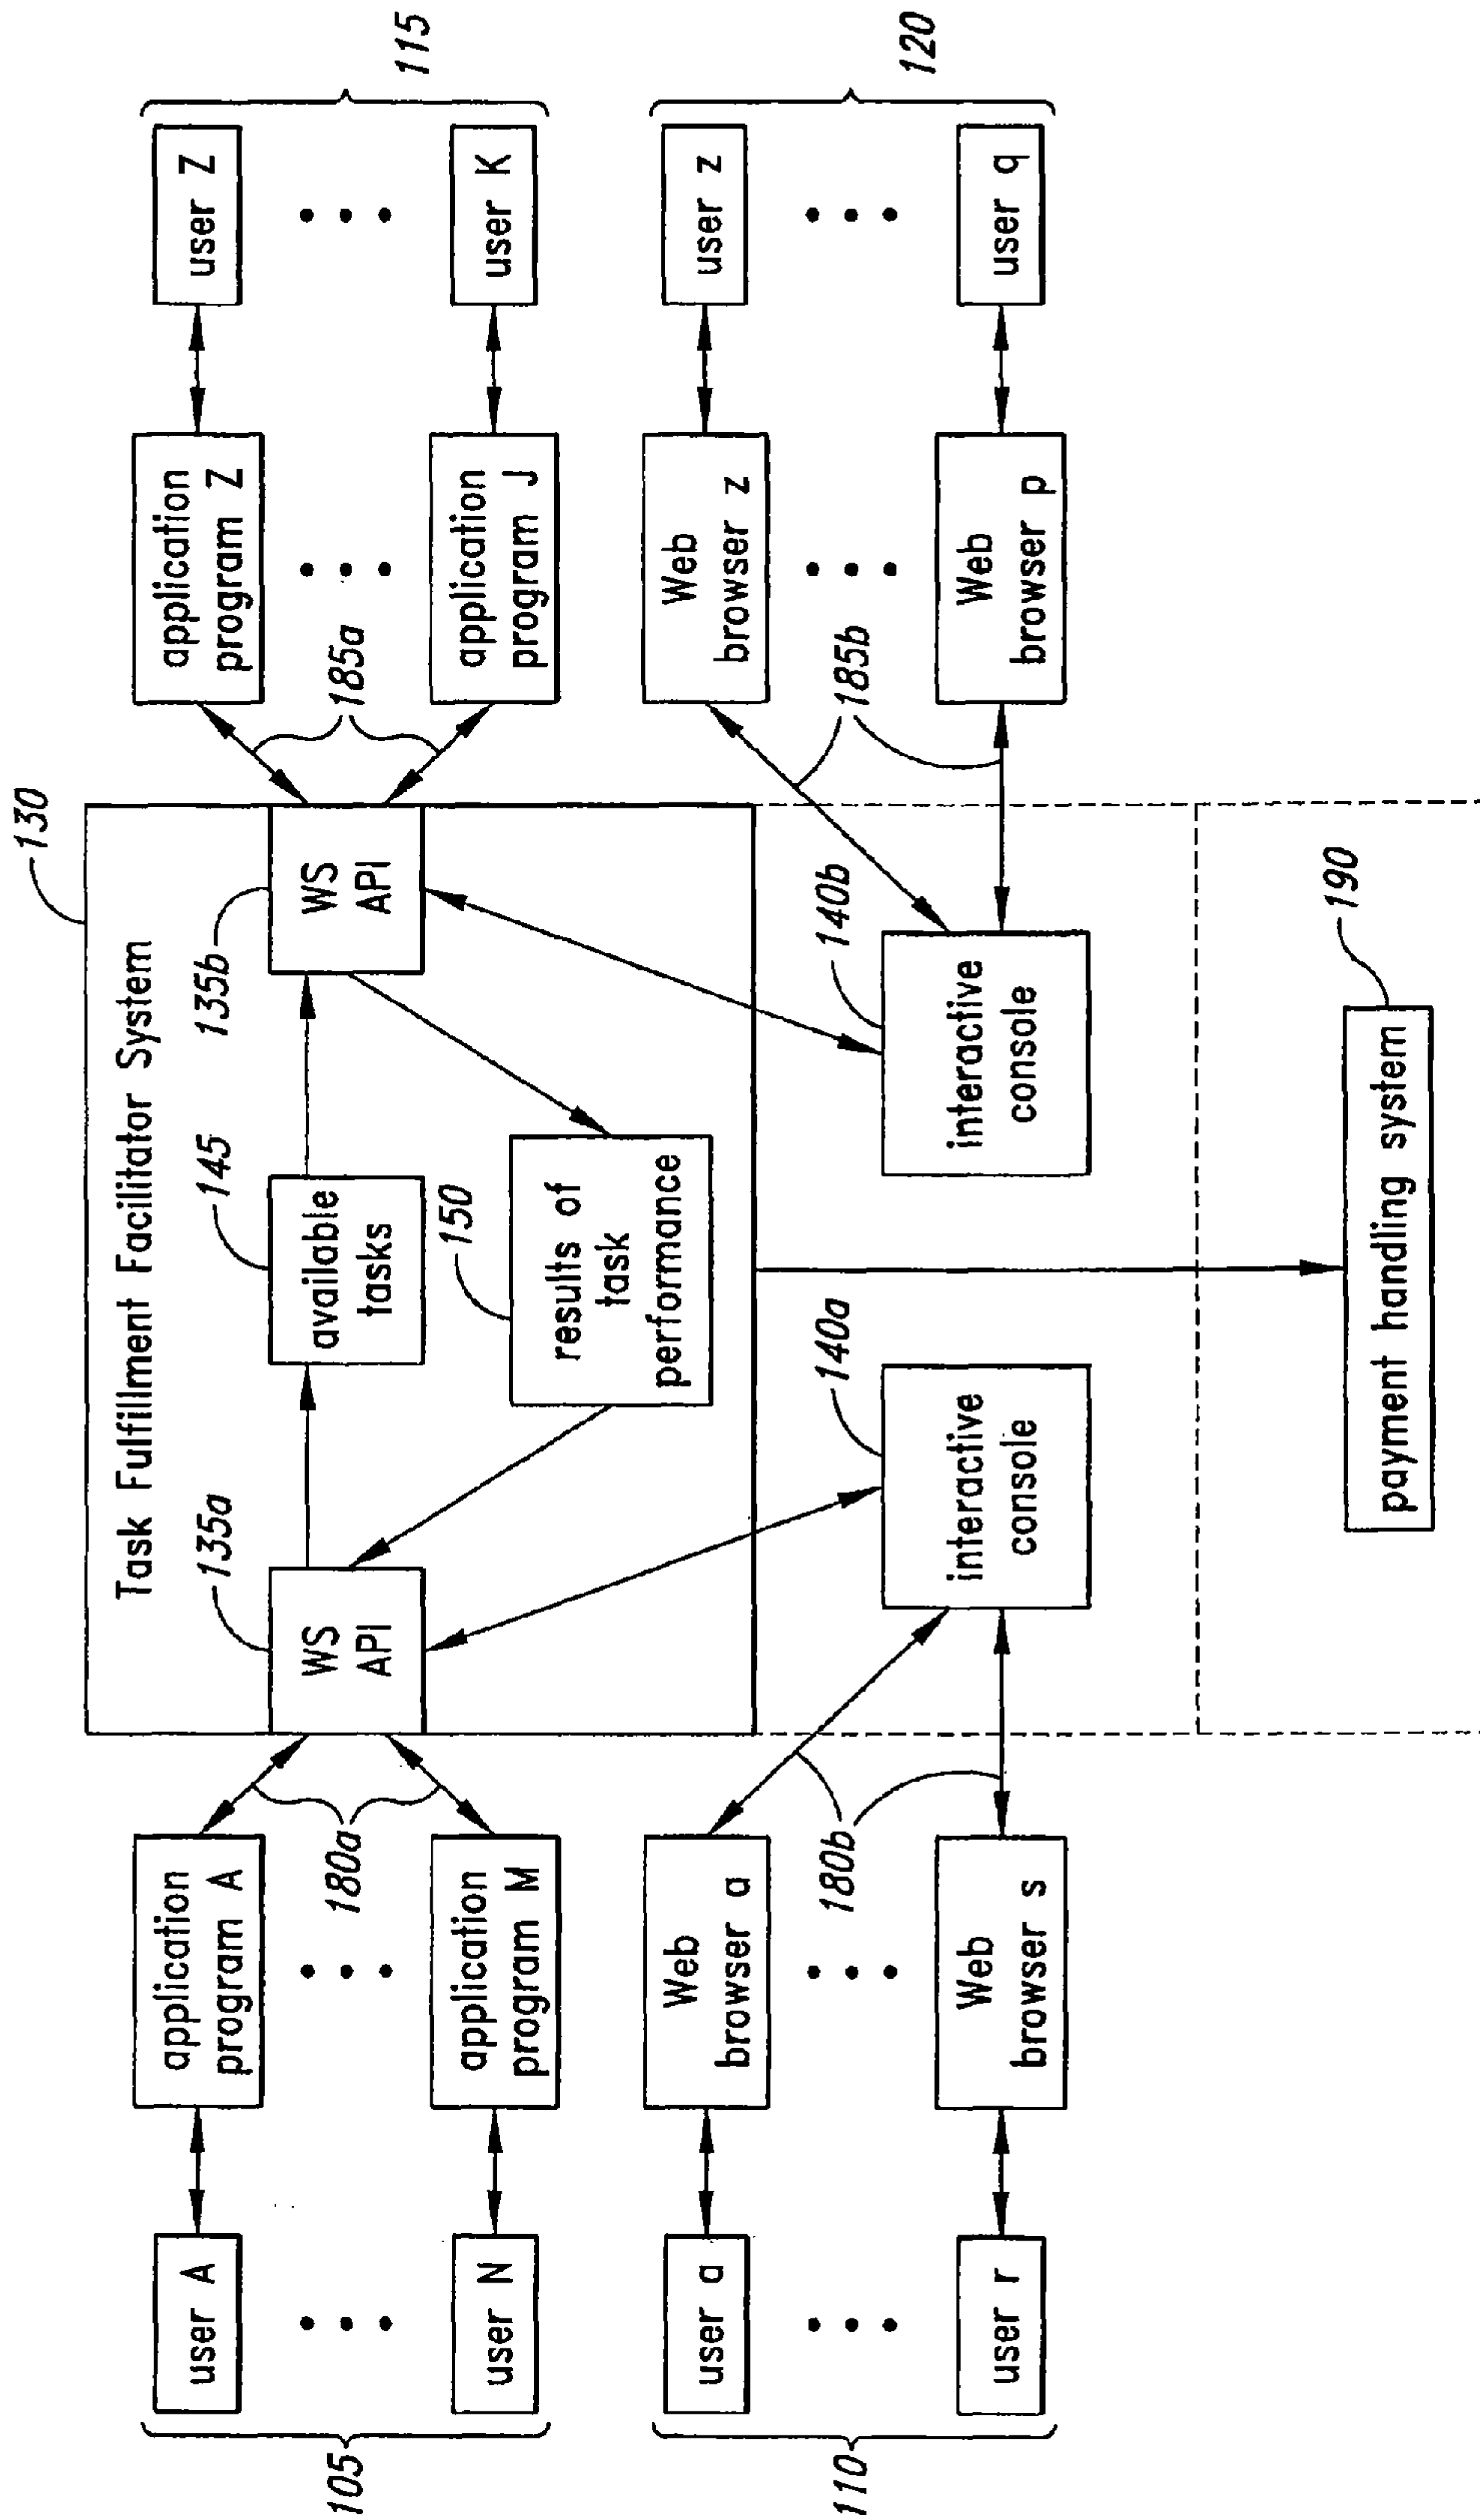 105
user A
user N
application
program A
application
program M
180a
110
user a
user r
Web
browser a
Web
browser s
180b
130
Task Fulfillment Facilitator System
135a
WS
API
145
available
tasks
135b
WS
API
150
results of
task
performance
140a
interactive
console
140b
interactive
console
payment handling system
190
185a
application
program Z
application
program J
user Z
user K
115
185b
Web
browser z
Web
browser p
user z
user q
120